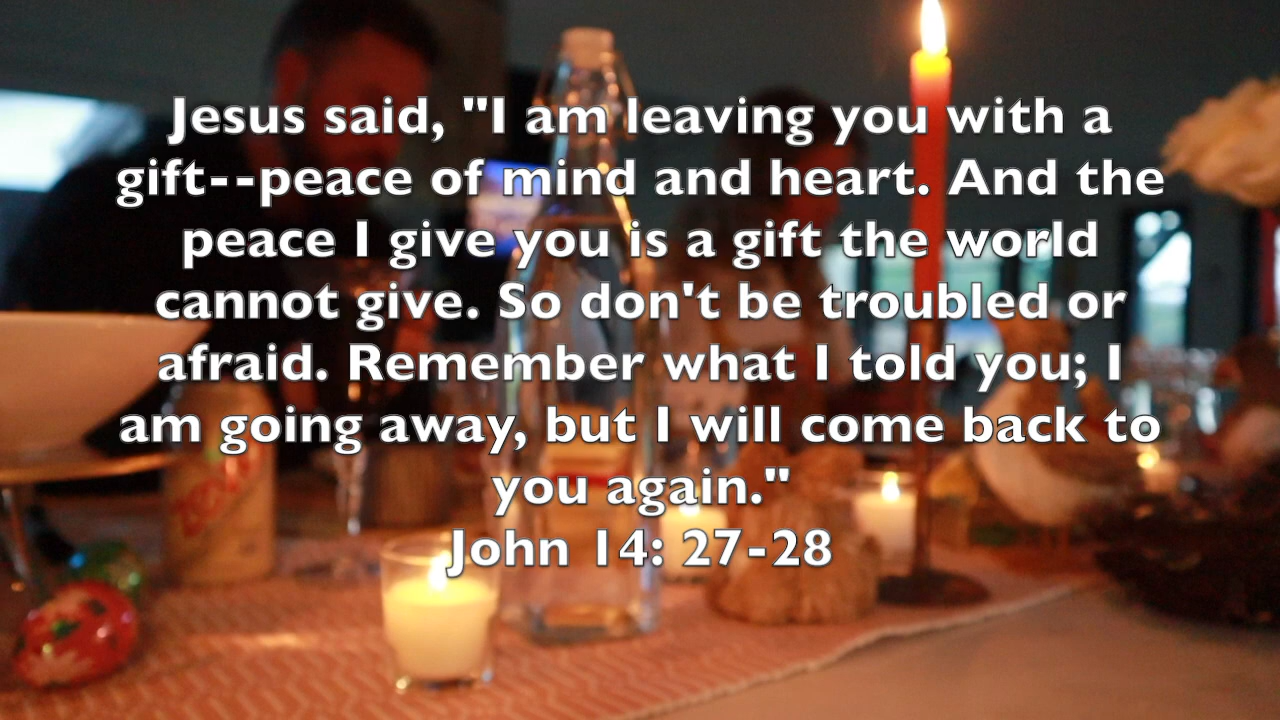 Jesus said, "I am leaving you with a
gift--peace of mind and heart. And the
peace I give you is a gift the world
cannot give. So don't be troubled or
afraid. Remember what I told you; I
am going away, but I will come back to
you again."
John 14: 27-28